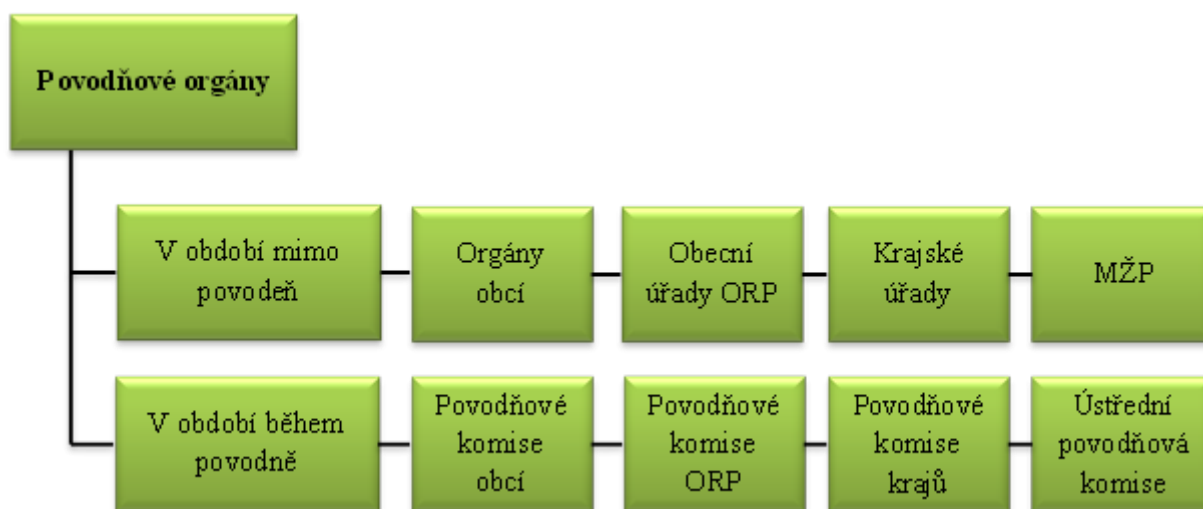 Povodňové orgány
V období mimo
povodeň
Orgány
obcí
Obecní
úřady ORP
Krajské
úřady
MŽP
V období během
povodně
Povodňové
komise
obcí
Povodňové
komise
ORP
Povodňové
komise
krajů
Ústřední
povodňová
komise